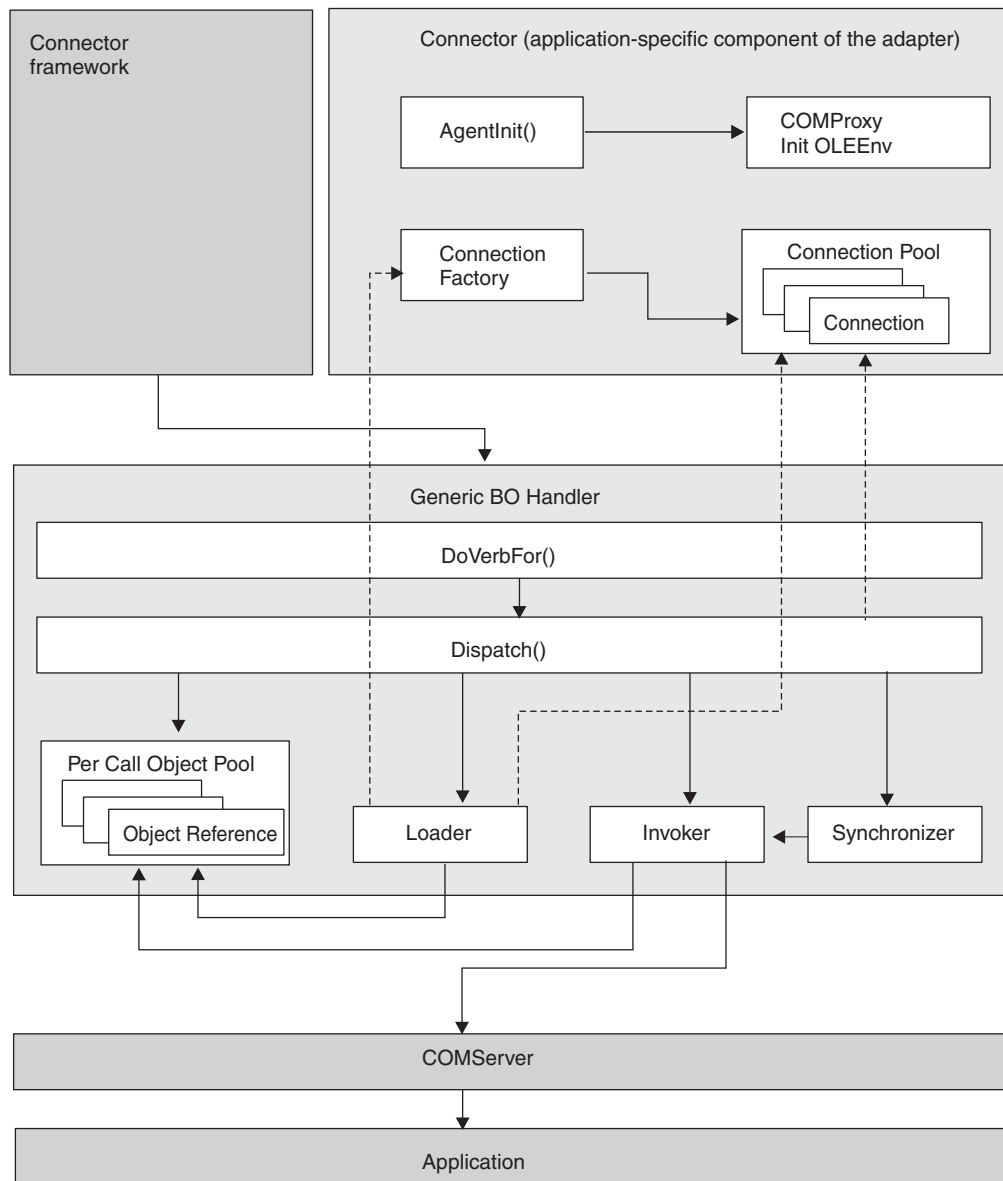 Connector
framework
Connector (application-specific component of the adapter)
AgentInit()
COMProxy
Init OLEEnv
Connection
Factory
Connection Pool
Connection
Generic BO Handler
DoVerbFor()
Dispatch()
Per Call Object Pool
Object Reference
Loader
Invoker
Synchronizer
COMServer
Application